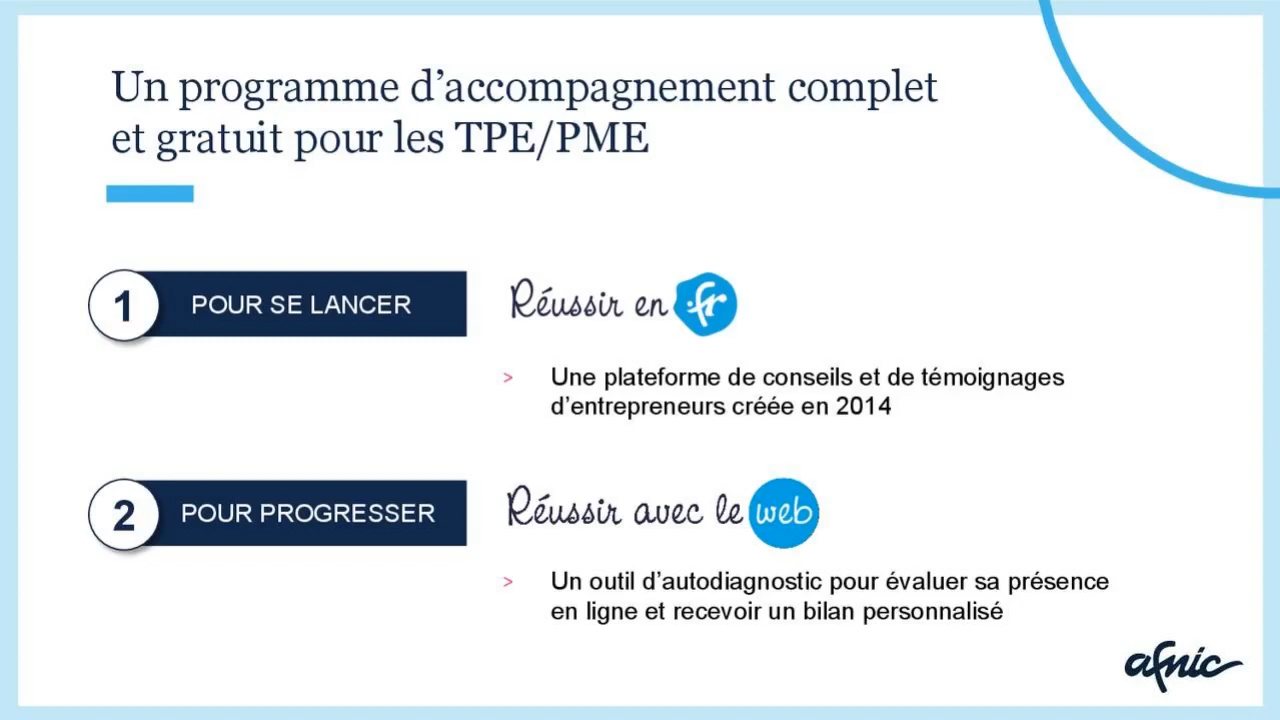 Un programme d’accompagnement complet
et gratuit pour les TPE/PME
1 POUR SE LANCER
Réussir en .fr
> Une plateforme de conseils et de témoignages
d’entrepreneurs créée en 2014
2 POUR PROGRESSER
Réussir avec le web
> Un outil d’autodiagnostic pour évaluer sa présence
en ligne et recevoir un bilan personnalisé
afnic